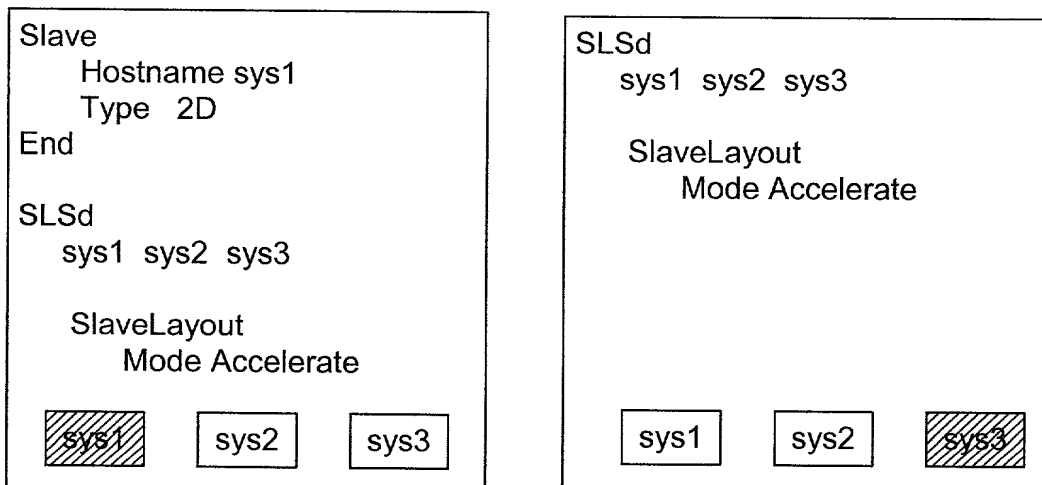 Slave
Hostname sys1
Type 2D
End
SLSd
sys1 sys2 sys3
SlaveLayout
Mode Accelerate
sys1 sys2 sys3
SLSd
sys1 sys2 sys3
SlaveLayout
Mode Accelerate
sys1 sys2 sys3